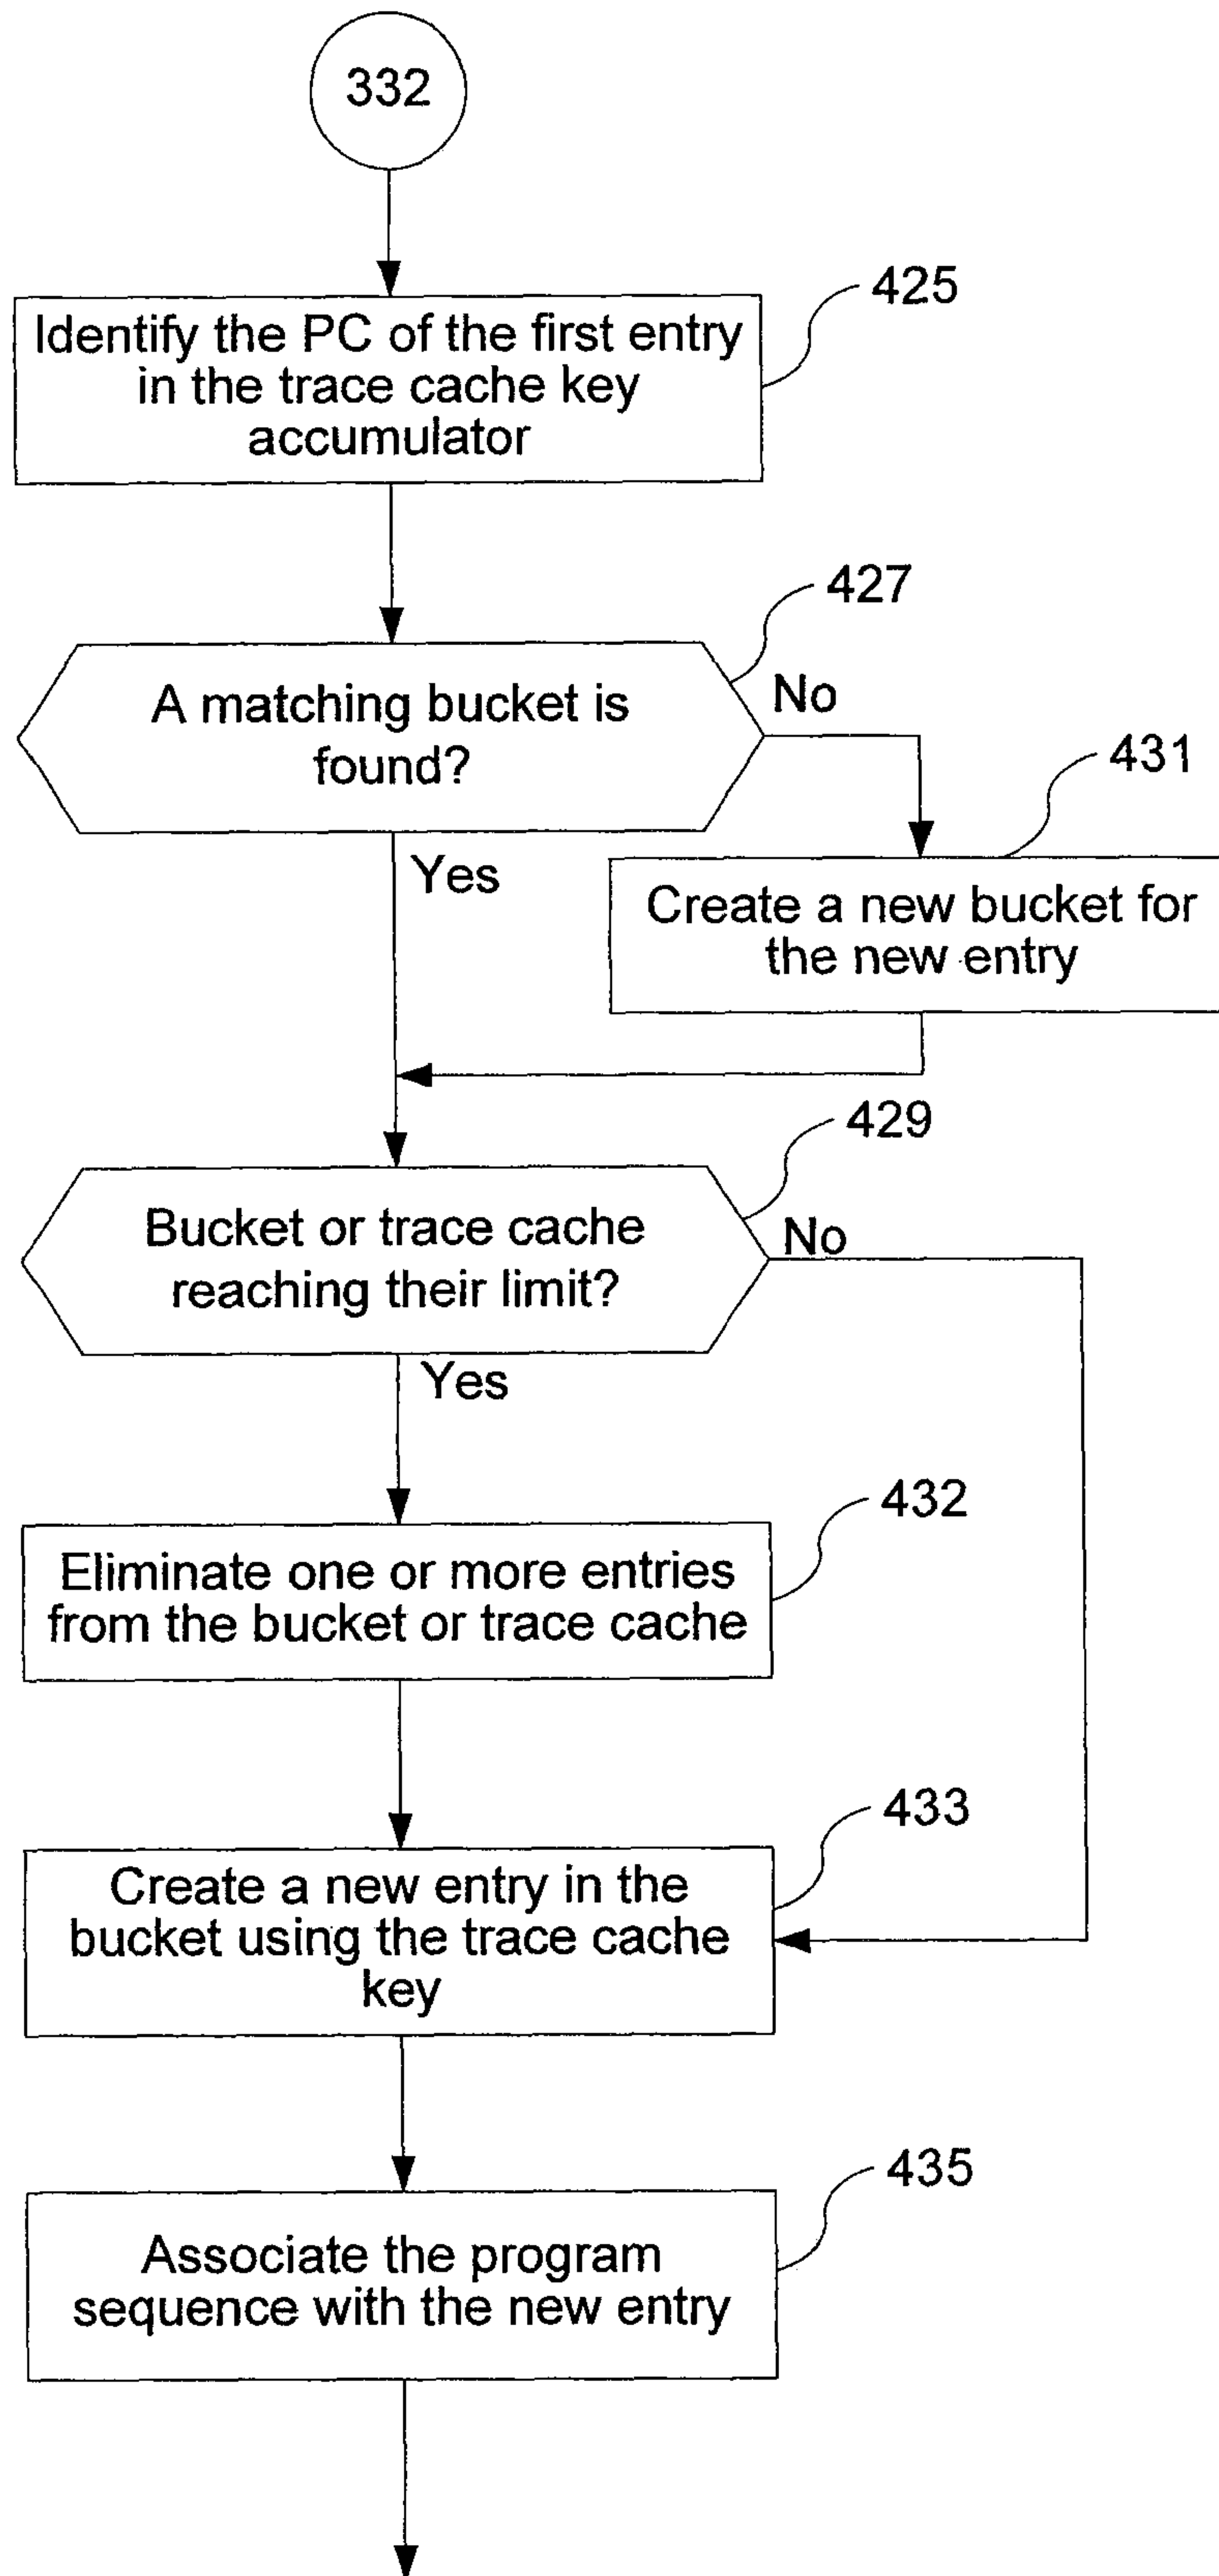 332
425
Identify the PC of the first entry
in the trace cache key
accumulator
427
A matching bucket is
found?
No
431
Yes
Create a new bucket for
the new entry
429
Bucket or trace cache
reaching their limit?
No
Yes
432
Eliminate one or more entries
from the bucket or trace cache
433
Create a new entry in the
bucket using the trace cache
key
435
Associate the program
sequence with the new entry